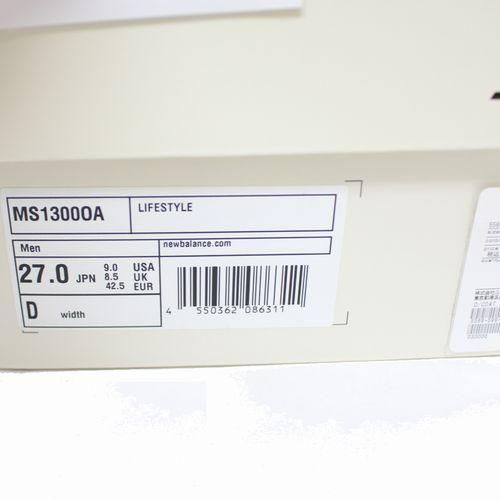 MS1300OA
LIFESTYLE
Men
newbalance.com
27.0 JPN
9.0 USA
8.5 UK
42.5 EUR
D width
4 550362 086311